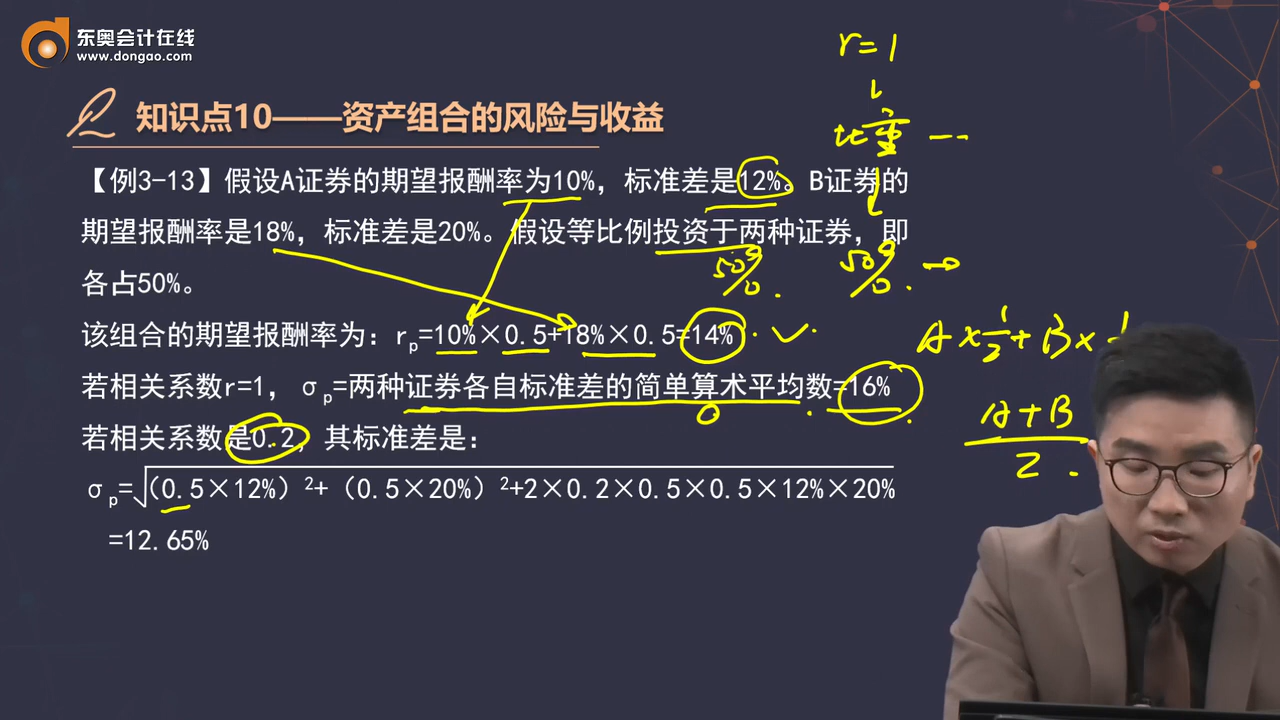 东奥会计在线
www.dongao.com
知识点10——资产组合的风险与收益
【例3-13】假设A证券的期望报酬率为10%，标准差是12%。B证券的
期望报酬率是18%，标准差是20%。假设等比例投资于两种证券，即
各占50%。
该组合的期望报酬率为：rp=10%×0.5+18%×0.5=14%
若相关系数r=1，σp=两种证券各自标准差的简单算术平均数=16%
若相关系数是0.2，其标准差是：
σp=√（0.5×12%）²+（0.5×20%）²+2×0.2×0.5×0.5×12%×20%
=12.65%
r=1
比重
50%
50%
A×1/2+B×
A+B
2